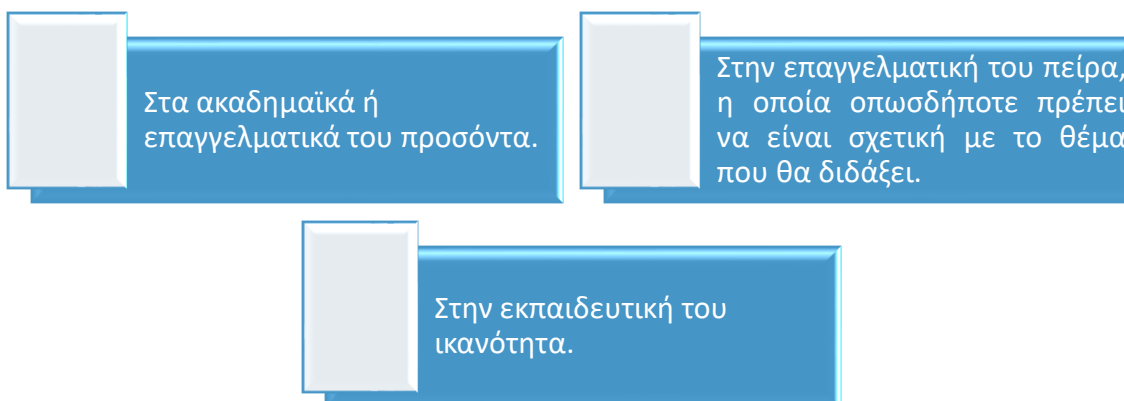 Στα ακαδημαϊκά ή
επαγγελματικά του προσόντα.
Στην επαγγελματική του πείρα,
η οποία οπωσδήποτε πρέπει
να είναι σχετική με το θέμα
που θα διδάξει.
Στην εκπαιδευτική του
ικανότητα.